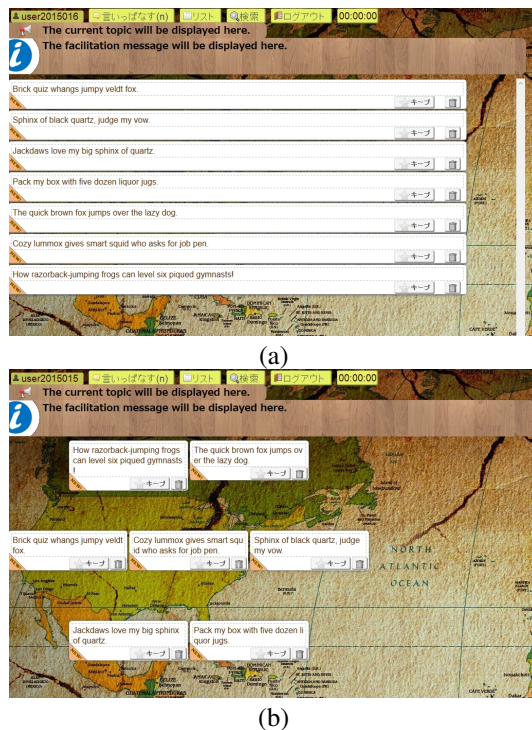 user2015016 言いっぱなす(n) リスト 検索 ログアウト 00:00:00
The current topic will be displayed here.
The facilitation message will be displayed here.
Brick quiz whangs jumpy veldt fox.
キープ
Sphinx of black quartz, judge my vow.
キープ
Jackdaws love my big sphinx of quartz.
キープ
Pack my box with five dozen liquor jugs.
キープ
The quick brown fox jumps over the lazy dog.
キープ
Cozy lummox gives smart squid who asks for job pen.
キープ
How razorback-jumping frogs can level six piqued gymnasts!
キープ
(a)
user2015015 言いっぱなす(n) リスト 検索 ログアウト 00:00:00
The current topic will be displayed here.
The facilitation message will be displayed here.
How razorback-jumping frogs
can level six piqued gymnasts
!
キープ
The quick brown fox jumps ov
er the lazy dog.
キープ
Brick quiz whangs jumpy veldt
fox.
キープ
Cozy lummox gives smart squ
id who asks for job pen.
キープ
Sphinx of black quartz, judge
my vow.
キープ
NORTH
ATLANTIC
OCEAN
Jackdaws love my big sphinx
of quartz.
キープ
Pack my box with five dozen li
quor jugs.
キープ
(b)